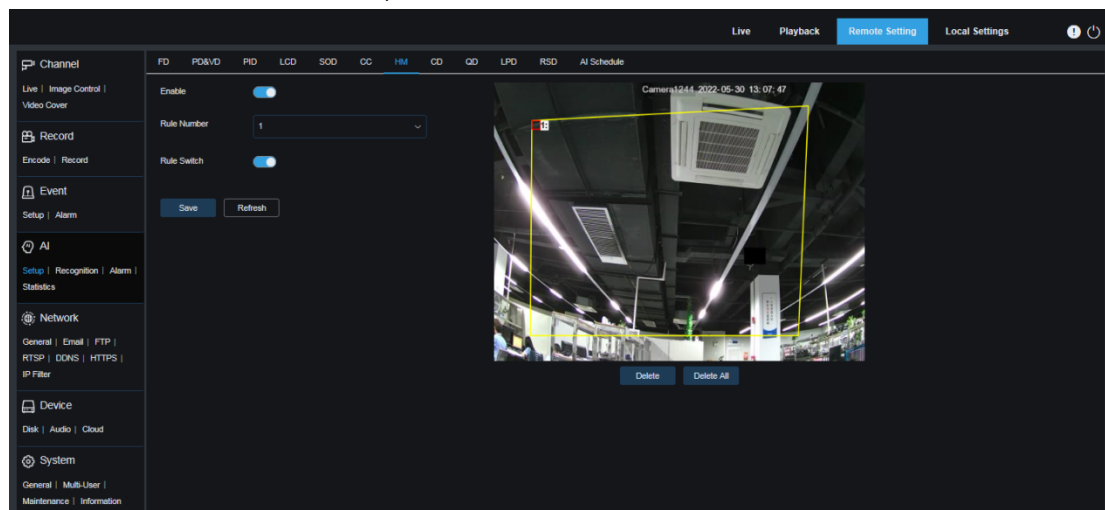 Live Playback Remote Setting Local Settings
Channel
Live | Image Control |
Video Cover
Record
Encode | Record
Event
Setup | Alarm
AI
Setup | Recognition | Alarm |
Statistics
Network
General | Email | FTP |
RTSP | DDNS | HTTPS |
IP Filter
Device
Disk | Audio | Cloud
System
General | Multi-User |
Maintenance | Information
FD PD&VD PID LCD SOD CC HM CD QD LPD RSD AI Schedule
Enable
Rule Number 1
Rule Switch
Save Refresh
Camera1244 2022-05-30 13:07:47
1:
Delete Delete All